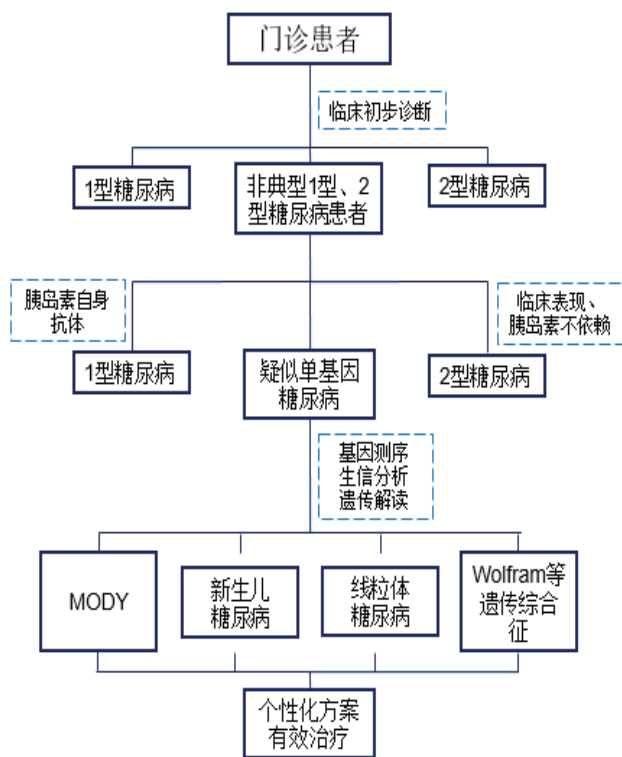 门诊患者
临床初步诊断
1型糖尿病
非典型1型、2
型糖尿病患者
2型糖尿病
胰岛素自身
抗体
临床表现、
胰岛素不依赖
1型糖尿病
疑似单基因
糖尿病
2型糖尿病
基因测序
生信分析
遗传解读
MODY
新生儿
糖尿病
线粒体
糖尿病
Wolfram等
遗传综合
征
个性化方案
有效治疗